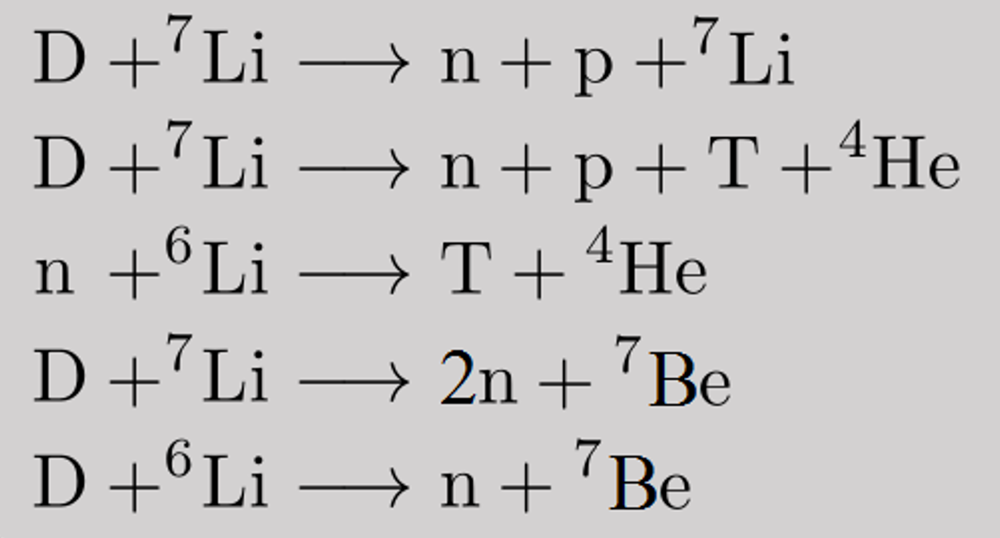 D + ⁷Li ⟶ n + p + ⁷Li
D + ⁷Li ⟶ n + p + T + ⁴He
n + ⁶Li ⟶ T + ⁴He
D + ⁷Li ⟶ 2n + ⁷Be
D + ⁶Li ⟶ n + ⁷Be